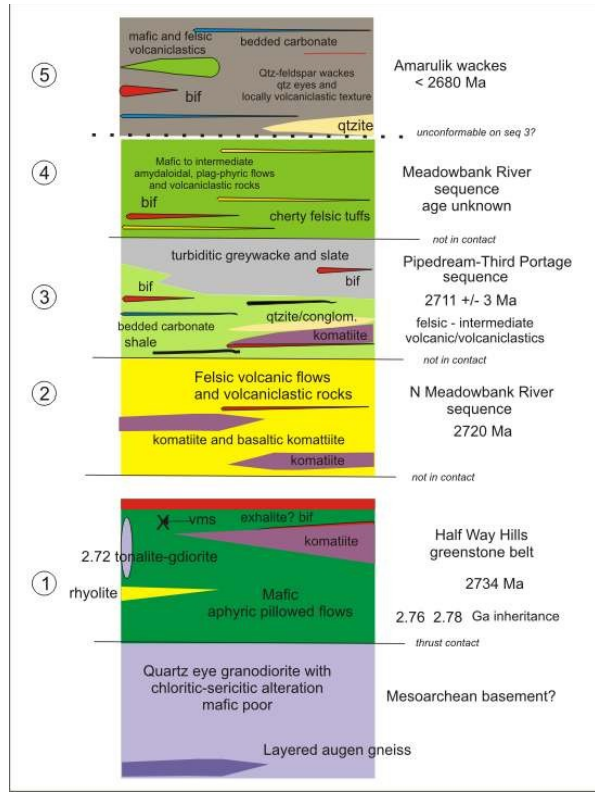 5
mafic and felsic
volcaniclastics
bedded carbonate
bif
Qtz-feldspar wackes
qtz eyes and
locally volcaniclastic texture
qtzite
Amarulik wackes
< 2680 Ma
unconformable on seq 3?
4
Mafic to intermediate
amydaloidal, plag-phyric flows
and volcaniclastic rocks
bif
cherty felsic tuffs
Meadowbank River
sequence
age unknown
not in contact
3
turbiditic greywacke and slate
bif
bif
qtzite/conglom.
bedded carbonate
komatiite
shale
Pipedream-Third Portage
sequence
2711 +/- 3 Ma
felsic - intermediate
volcanic/volcaniclastics
not in contact
2
Felsic volcanic flows
and volcaniclastic rocks
komatiite and basaltic komattiite
komatiite
N Meadowbank River
sequence
2720 Ma
not in contact
1
vms
exhalite? bif
komatiite
2.72 tonalite-gdiorite
rhyolite
Mafic
aphyric pillowed flows
Half Way Hills
greenstone belt
2734 Ma
2.76 2.78 Ga inheritance
thrust contact
Quartz eye granodiorite with
chloritic-sericitic alteration
mafic poor
Layered augen gneiss
Mesoarchean basement?